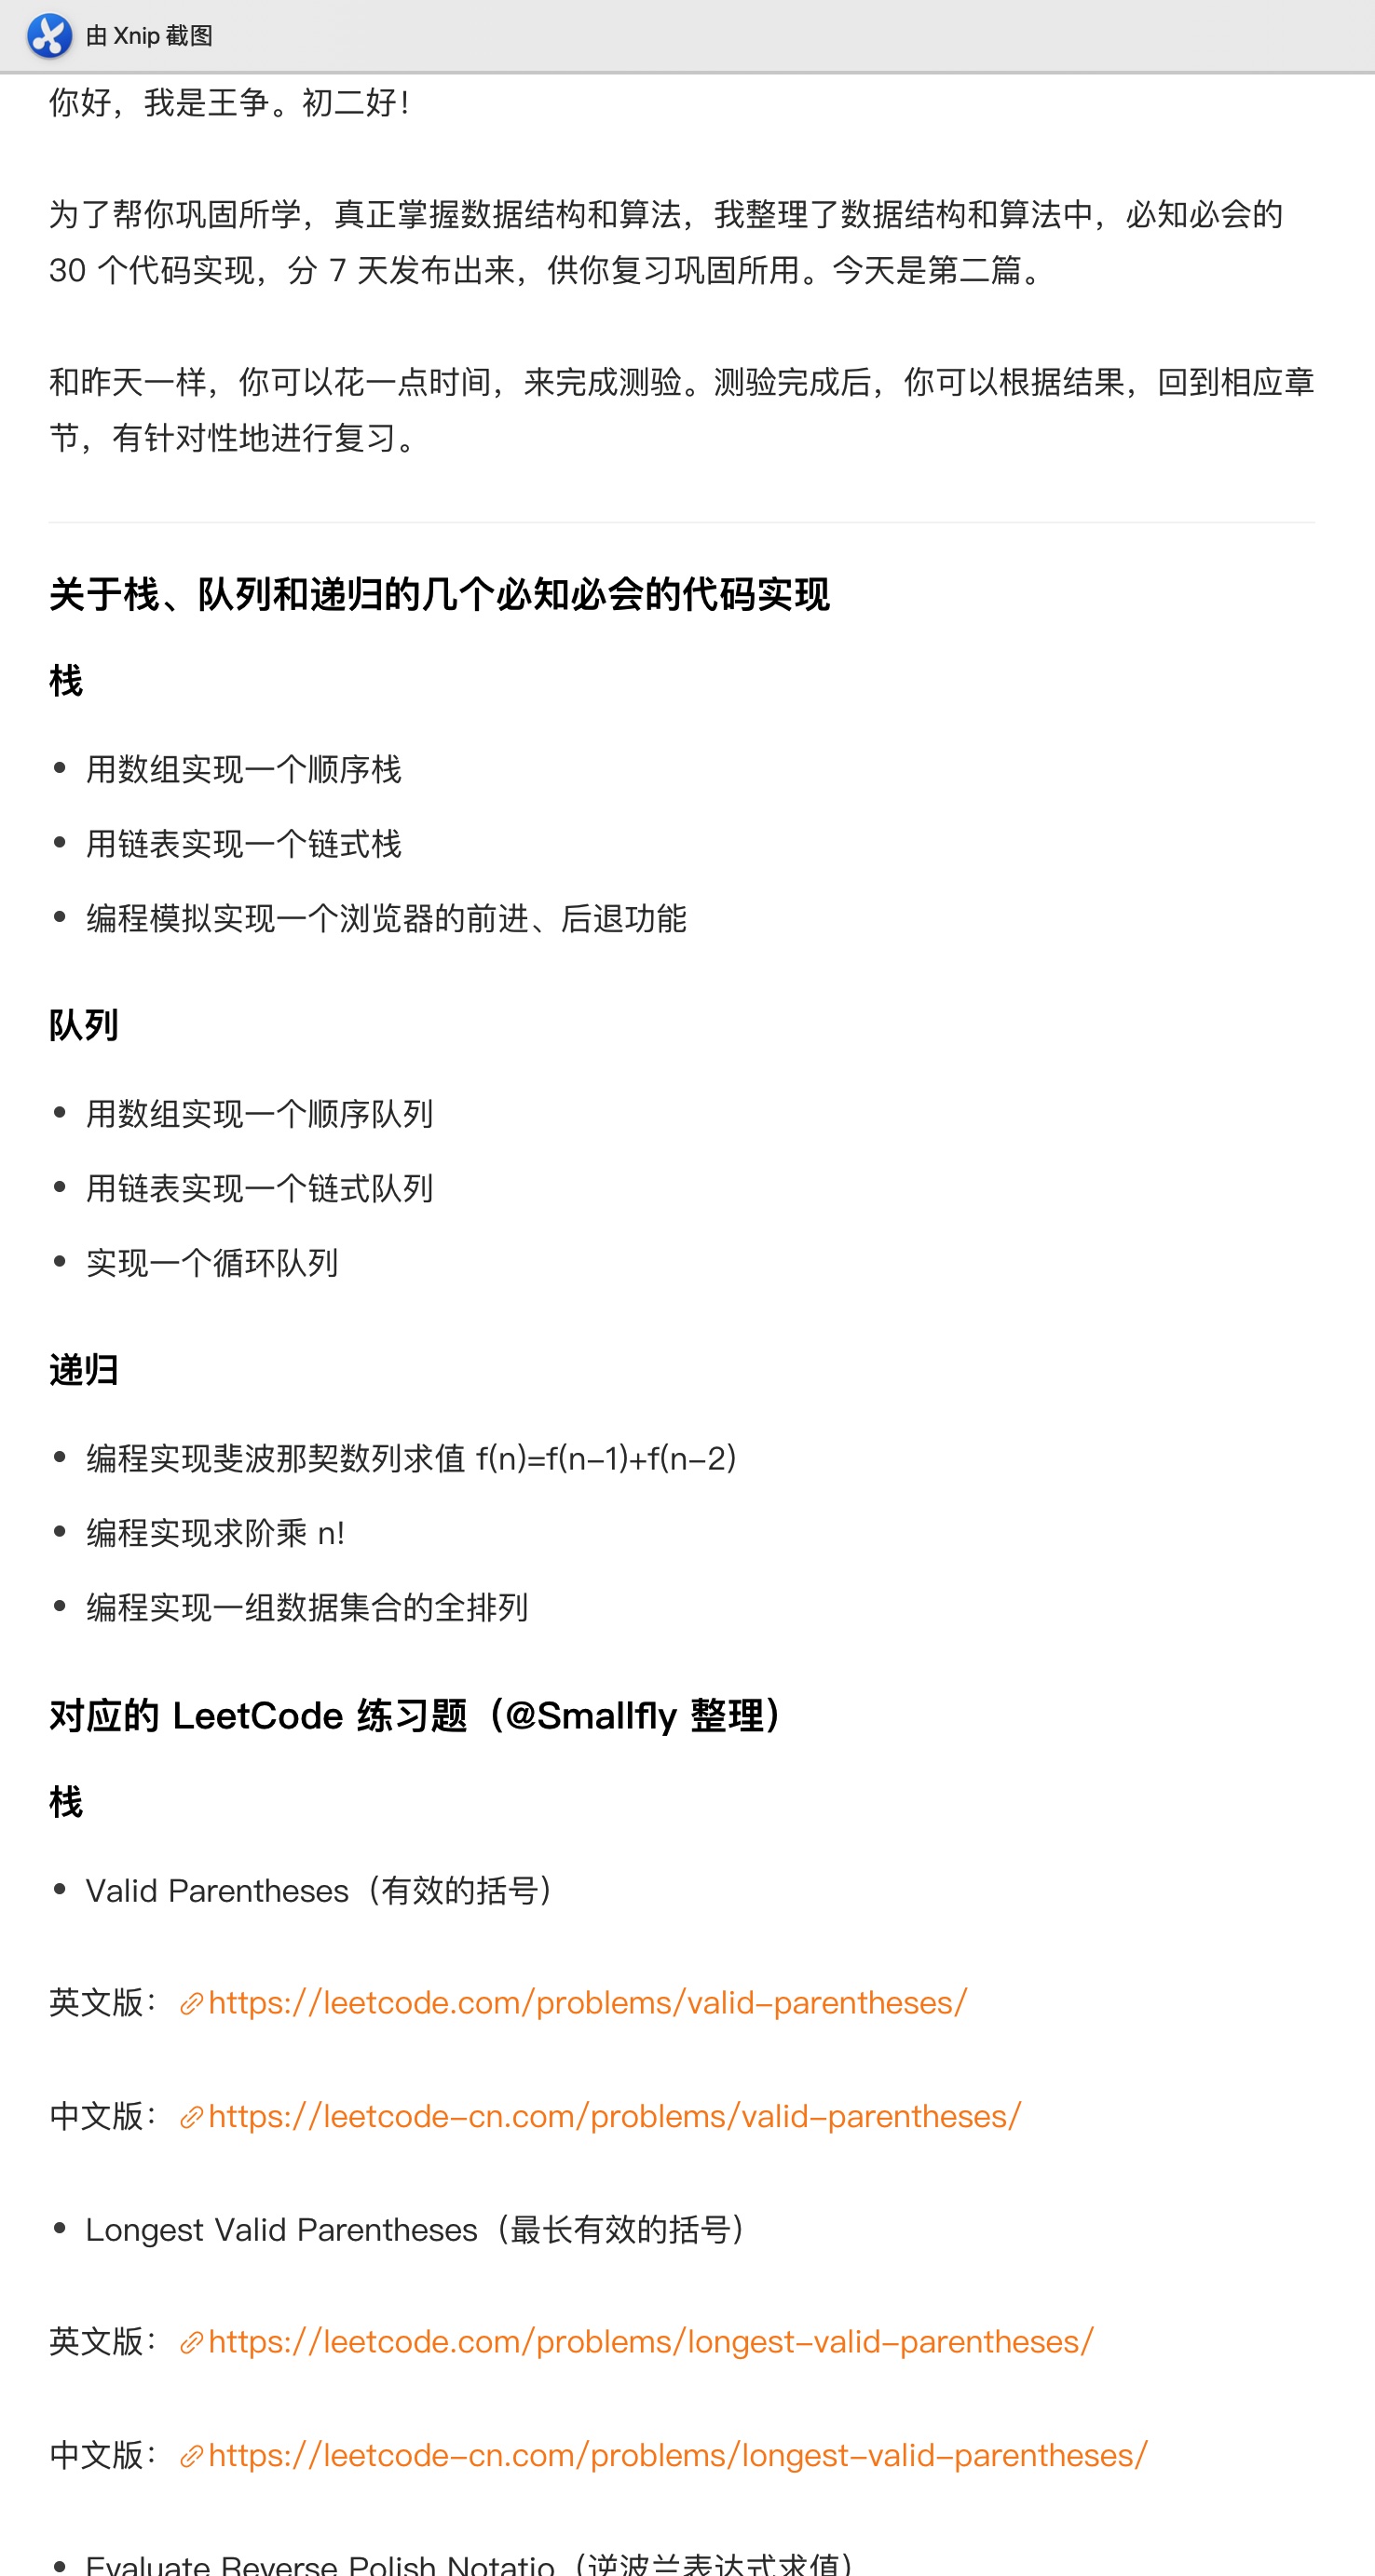 由 Xnip 截图
你好，我是王争。初二好！
为了帮你巩固所学，真正掌握数据结构和算法，我整理了数据结构和算法中，必知必会的
30 个代码实现，分 7 天发布出来，供你复习巩固所用。今天是第二篇。
和昨天一样，你可以花一点时间，来完成测验。测验完成后，你可以根据结果，回到相应章
节，有针对性地进行复习。
关于栈、队列和递归的几个必知必会的代码实现
栈
• 用数组实现一个顺序栈
• 用链表实现一个链式栈
• 编程模拟实现一个浏览器的前进、后退功能
队列
• 用数组实现一个顺序队列
• 用链表实现一个链式队列
• 实现一个循环队列
递归
• 编程实现斐波那契数列求值 f(n)=f(n-1)+f(n-2)
• 编程实现求阶乘 n!
• 编程实现一组数据集合的全排列
对应的 LeetCode 练习题（@Smallfly 整理）
栈
• Valid Parentheses（有效的括号）
英文版：https://leetcode.com/problems/valid-parentheses/
中文版：https://leetcode-cn.com/problems/valid-parentheses/
• Longest Valid Parentheses（最长有效的括号）
英文版：https://leetcode.com/problems/longest-valid-parentheses/
中文版：https://leetcode-cn.com/problems/longest-valid-parentheses/
• Evaluate Reverse Polish Notatio（逆波兰表达式求值）